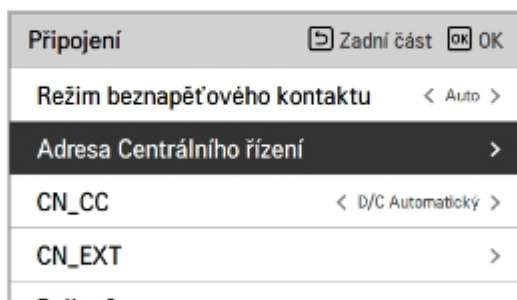 Připojení ⮌ Zadní část OK OK
Režim beznapěťového kontaktu < Auto >
Adresa Centrálního řízení >
CN_CC < D/C Automatický >
CN_EXT >